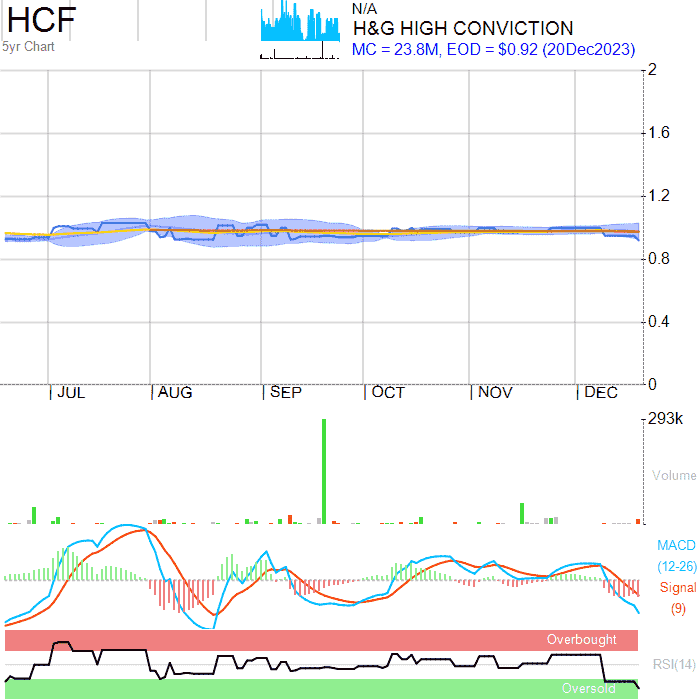 HCF
5yr Chart
N/A
H&G HIGH CONVICTION
MC = 23.8M, EOD = $0.92 (20Dec2023)
2
1.6
1.2
0.8
0.4
0
JUL AUG SEP OCT NOV DEC
293k
Volume
MACD
(12-26)
Signal
(9)
Overbought
RSI(14)
Oversold